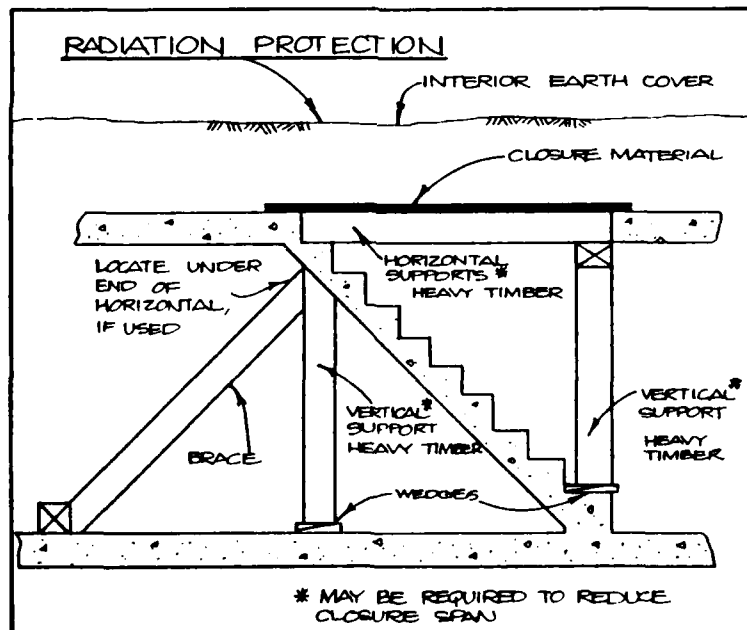 RADIATION PROTECTION
INTERIOR EARTH COVER
CLOSURE MATERIAL
LOCATE UNDER
END OF
HORIZONTAL,
IF USED
HORIZONTAL
SUPPORTS *
HEAVY TIMBER
VERTICAL *
SUPPORT
HEAVY TIMBER
VERTICAL *
SUPPORT
HEAVY
TIMBER
BRACE
WEDGES
* MAY BE REQUIRED TO REDUCE
CLOSURE SPAN